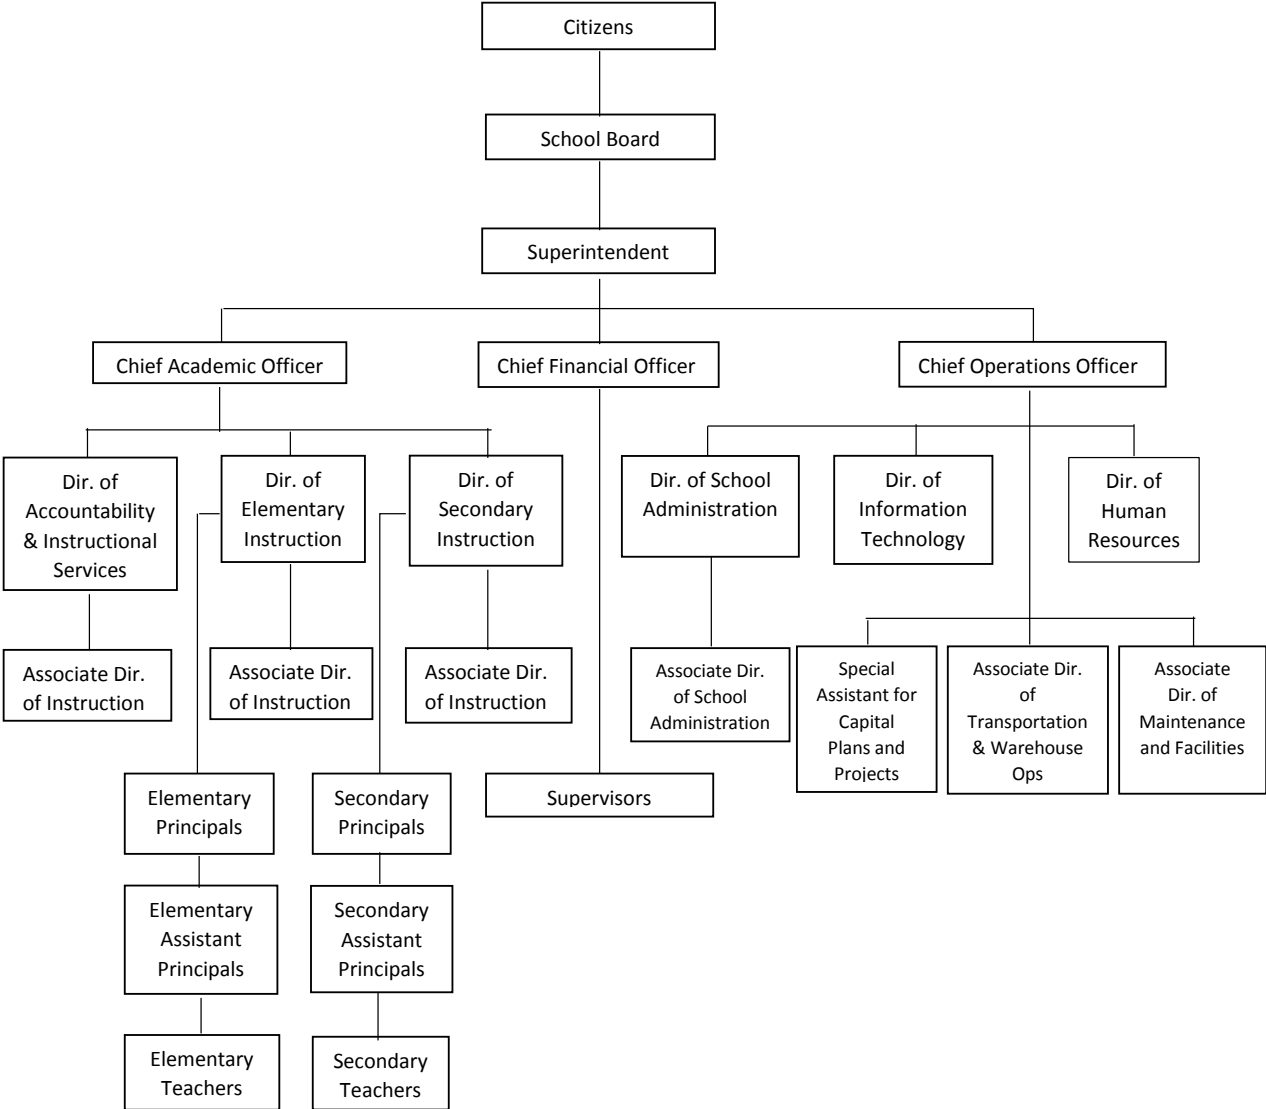 Citizens
School Board
Superintendent
Chief Academic Officer
Chief Financial Officer
Chief Operations Officer
Dir. of
Accountability
& Instructional
Services
Dir. of
Elementary
Instruction
Dir. of
Secondary
Instruction
Dir. of School
Administration
Dir. of
Information
Technology
Dir. of
Human
Resources
Associate Dir.
of Instruction
Associate Dir.
of Instruction
Associate Dir.
of Instruction
Associate Dir.
of School
Administration
Special
Assistant for
Capital
Plans and
Projects
Associate Dir.
of
Transportation
& Warehouse
Ops
Associate
Dir. of
Maintenance
and Facilities
Elementary
Principals
Secondary
Principals
Supervisors
Elementary
Assistant
Principals
Secondary
Assistant
Principals
Elementary
Teachers
Secondary
Teachers